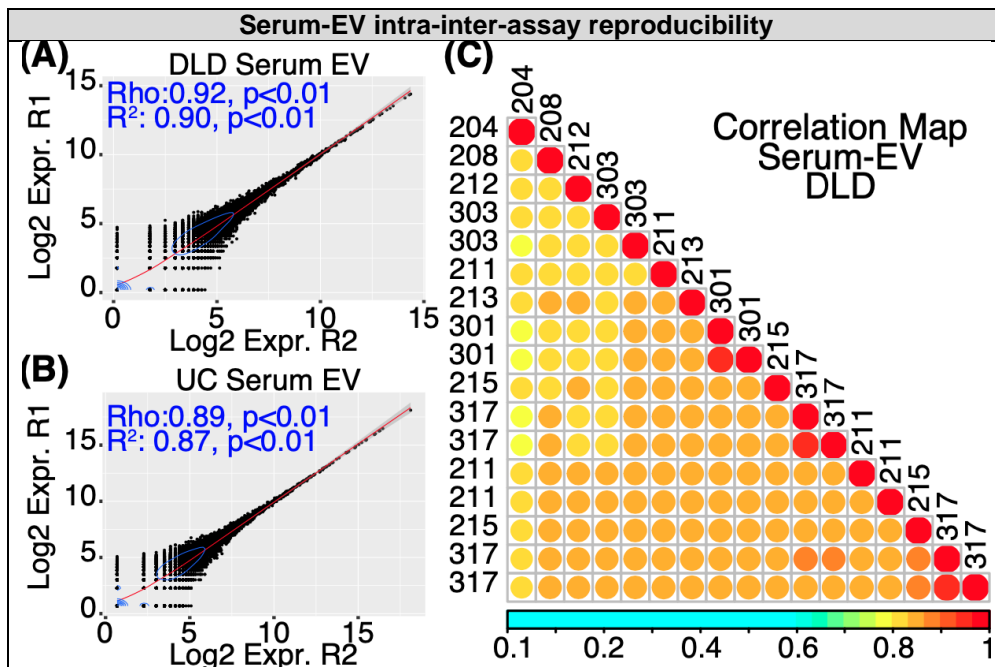 Serum-EV intra-inter-assay reproducibility
(A)
DLD Serum EV
Rho:0.92, p<0.01
R²: 0.90, p<0.01
Log2 Expr. R1
15
10
5
0
0 5 10 15
Log2 Expr. R2
(B)
UC Serum EV
Rho:0.89, p<0.01
R²: 0.87, p<0.01
Log2 Expr. R1
15
10
5
0
0 5 10 15
Log2 Expr. R2
(C)
Correlation Map
Serum-EV
DLD
204
208
212
303
303
211
213
301
301
215
317
317
211
211
215
317
317
204
208
212
303
303
211
213
301
301
215
317
317
211
211
215
317
317
0.1 0.2 0.4 0.6 0.8 1